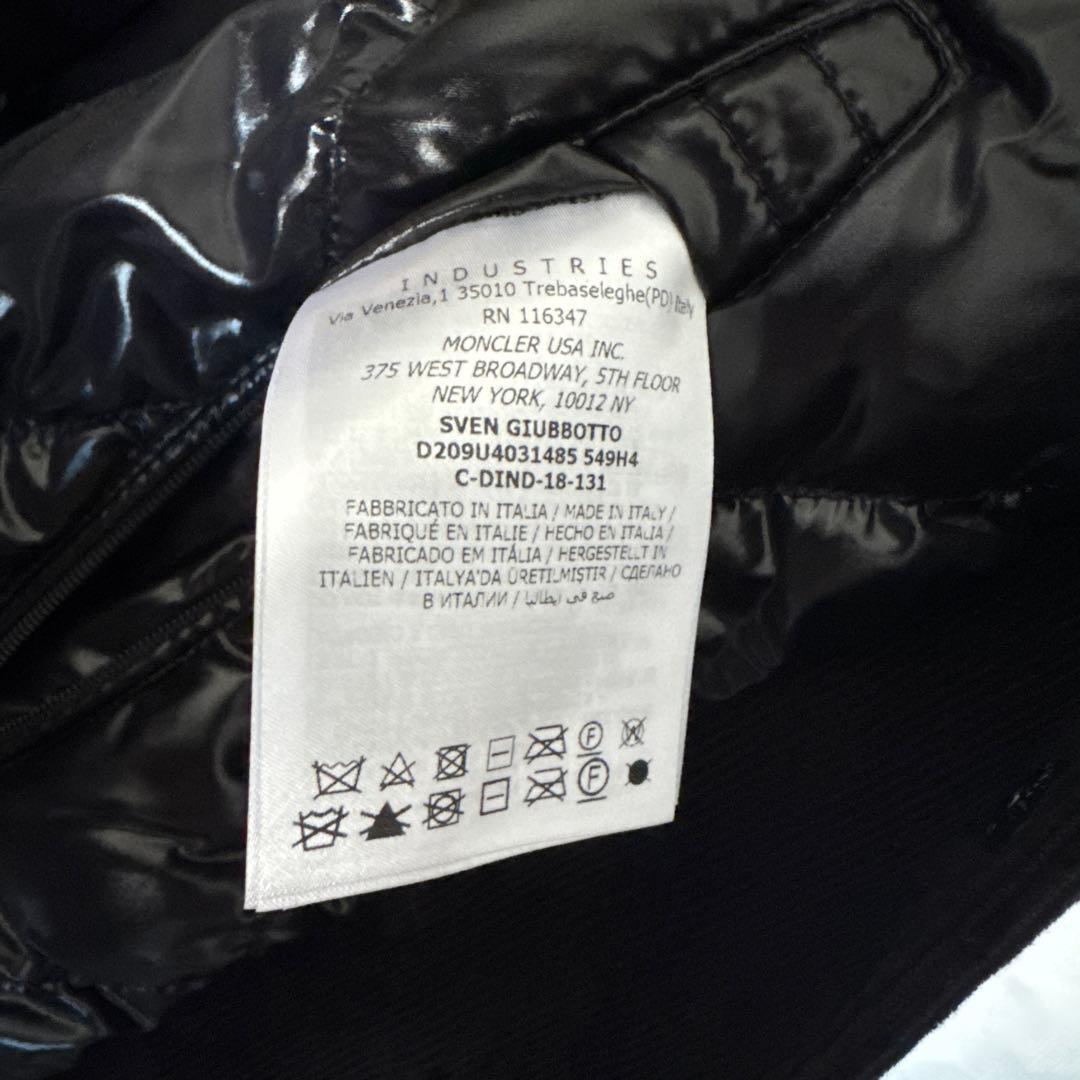 INDUSTRIES
Via Venezia,1 35010 Trebaseleghe(PD) Italy
RN 116347
MONCLER USA INC.
375 WEST BROADWAY, 5TH FLOOR
NEW YORK, 10012 NY
SVEN GIUBBOTTO
D209U4031485 549H4
C-DIND-18-131
FABBRICATO IN ITALIA / MADE IN ITALY /
FABRIQUÉ EN ITALIE / HECHO EN ITALIA /
FABRICADO EM ITÁLIA / HERGESTELLT IN
ITALIEN / ITALYA'DA ÜRETILMIŞTIR / СДЕЛАНО
В ИТАЛИИ / صنع في ايطاليا
F W
F